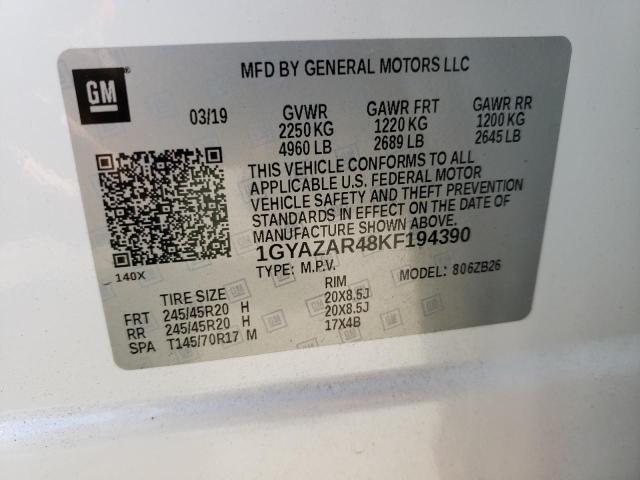 GM
MFD BY GENERAL MOTORS LLC
03/19 GVWR GAWR FRT GAWR RR
2250 KG 1220 KG 1200 KG
4960 LB 2689 LB 2645 LB
THIS VEHICLE CONFORMS TO ALL
APPLICABLE U.S. FEDERAL MOTOR
VEHICLE SAFETY AND THEFT PREVENTION
STANDARDS IN EFFECT ON THE DATE OF
MANUFACTURE SHOWN ABOVE.
1GYAZAR48KF194390
140X
TYPE: M.P.V. MODEL: 806ZB26
TIRE SIZE RIM
FRT 245/45R20 H 20X8.5J
RR 245/45R20 H 20X8.5J
SPA T145/70R17 M 17X4B